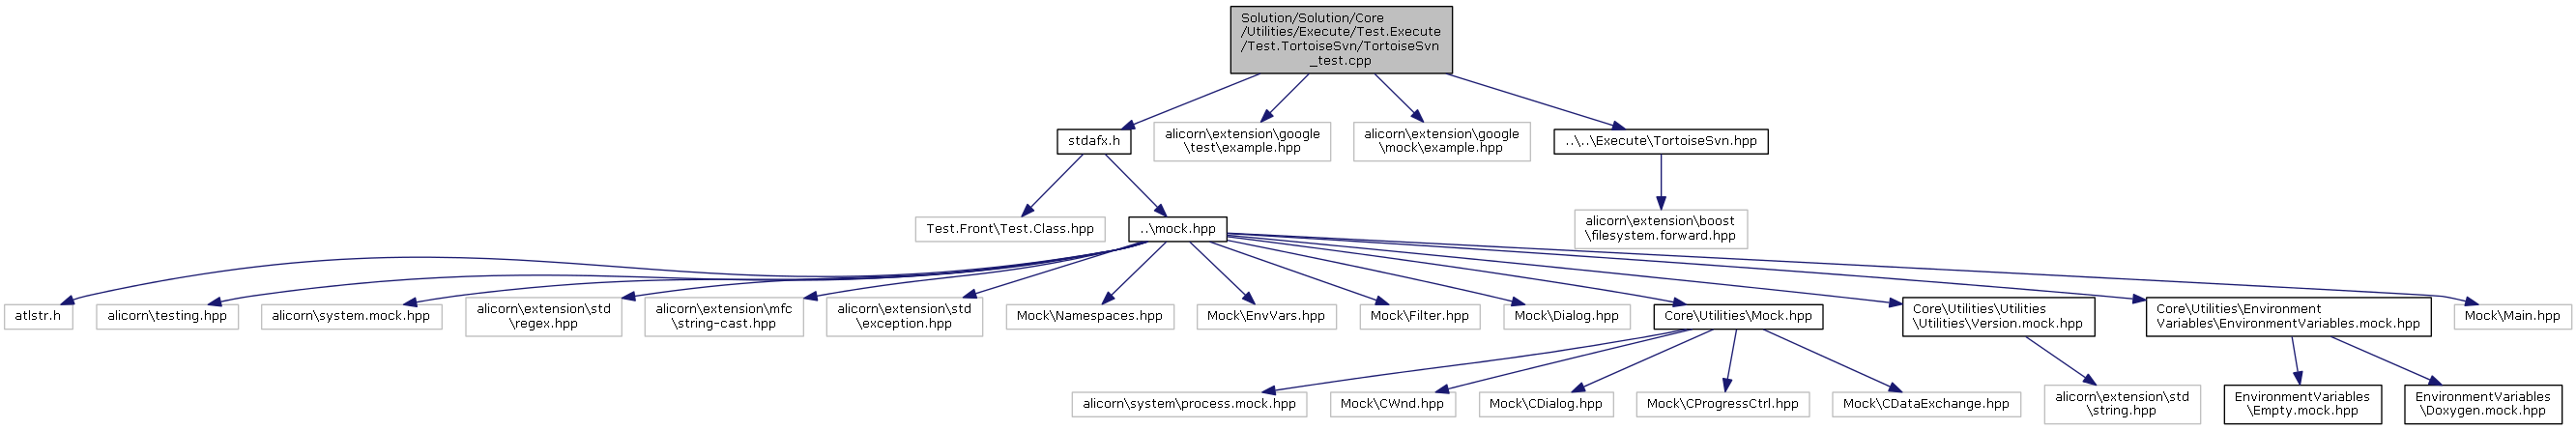 Solution/Solution/Core
/Utilities/Execute/Test.Execute
/Test.TortoiseSvn/TortoiseSvn
_test.cpp
stdafx.h
alicorn\extension\google
\test\example.hpp
alicorn\extension\google
\mock\example.hpp
..\..\Execute\TortoiseSvn.hpp
Test.Front\Test.Class.hpp
..\mock.hpp
alicorn\extension\boost
\filesystem.forward.hpp
atlstr.h
alicorn\testing.hpp
alicorn\system.mock.hpp
alicorn\extension\std
\regex.hpp
alicorn\extension\mfc
\string-cast.hpp
alicorn\extension\std
\exception.hpp
Mock\Namespaces.hpp
Mock\EnvVars.hpp
Mock\Filter.hpp
Mock\Dialog.hpp
Core\Utilities\Mock.hpp
Core\Utilities\Utilities
\Utilities\Version.mock.hpp
Core\Utilities\Environment
Variables\EnvironmentVariables.mock.hpp
Mock\Main.hpp
alicorn\system\process.mock.hpp
Mock\CWnd.hpp
Mock\CDialog.hpp
Mock\CProgressCtrl.hpp
Mock\CDataExchange.hpp
alicorn\extension\std
\string.hpp
EnvironmentVariables
\Empty.mock.hpp
EnvironmentVariables
\Doxygen.mock.hpp